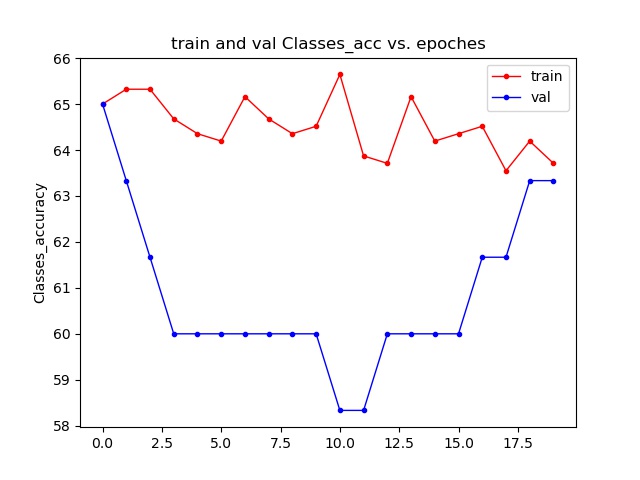 train and val Classes_acc vs. epoches
train
val
Classes_accuracy
66
65
64
63
62
61
60
59
58
0.0 2.5 5.0 7.5 10.0 12.5 15.0 17.5